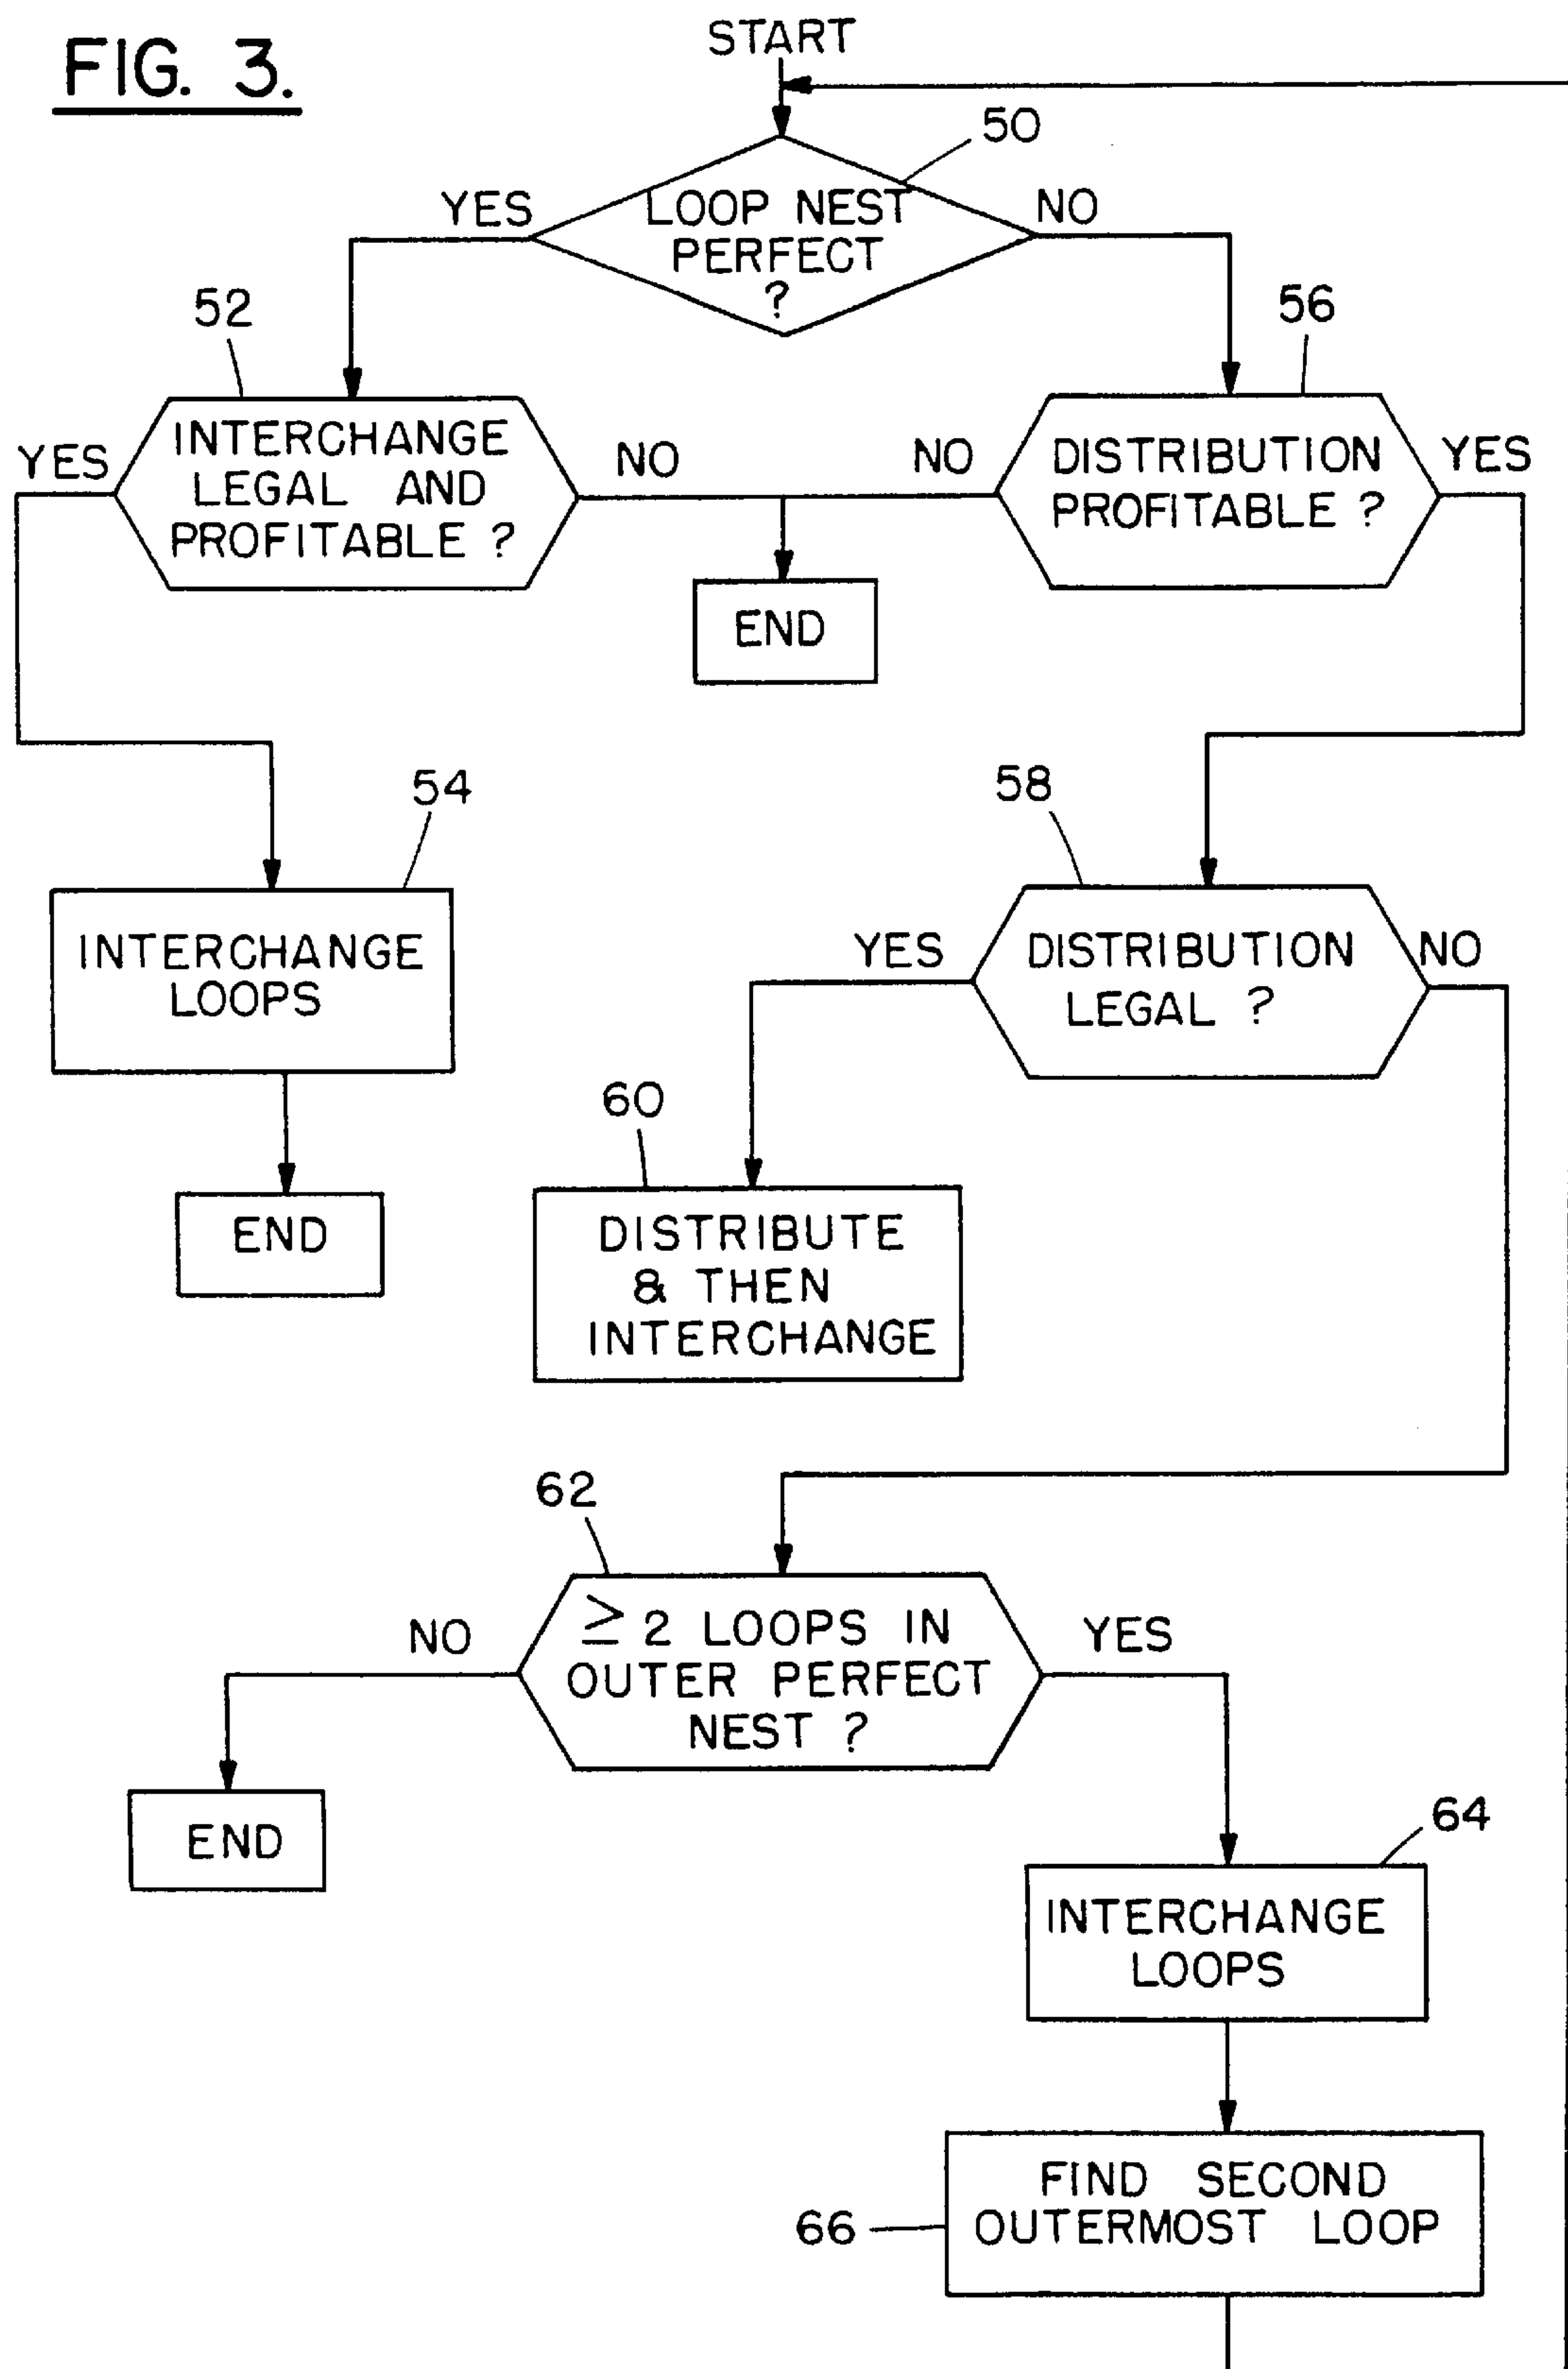 FIG. 3.
START
50
YES
LOOP NEST
PERFECT
?
NO
52
56
YES
INTERCHANGE
LEGAL AND
PROFITABLE ?
NO
NO
DISTRIBUTION
PROFITABLE ?
YES
END
54
58
INTERCHANGE
LOOPS
YES
DISTRIBUTION
LEGAL ?
NO
60
END
DISTRIBUTE
& THEN
INTERCHANGE
62
NO
≥ 2 LOOPS IN
OUTER PERFECT
NEST ?
YES
END
64
INTERCHANGE
LOOPS
FIND SECOND
OUTERMOST LOOP
66